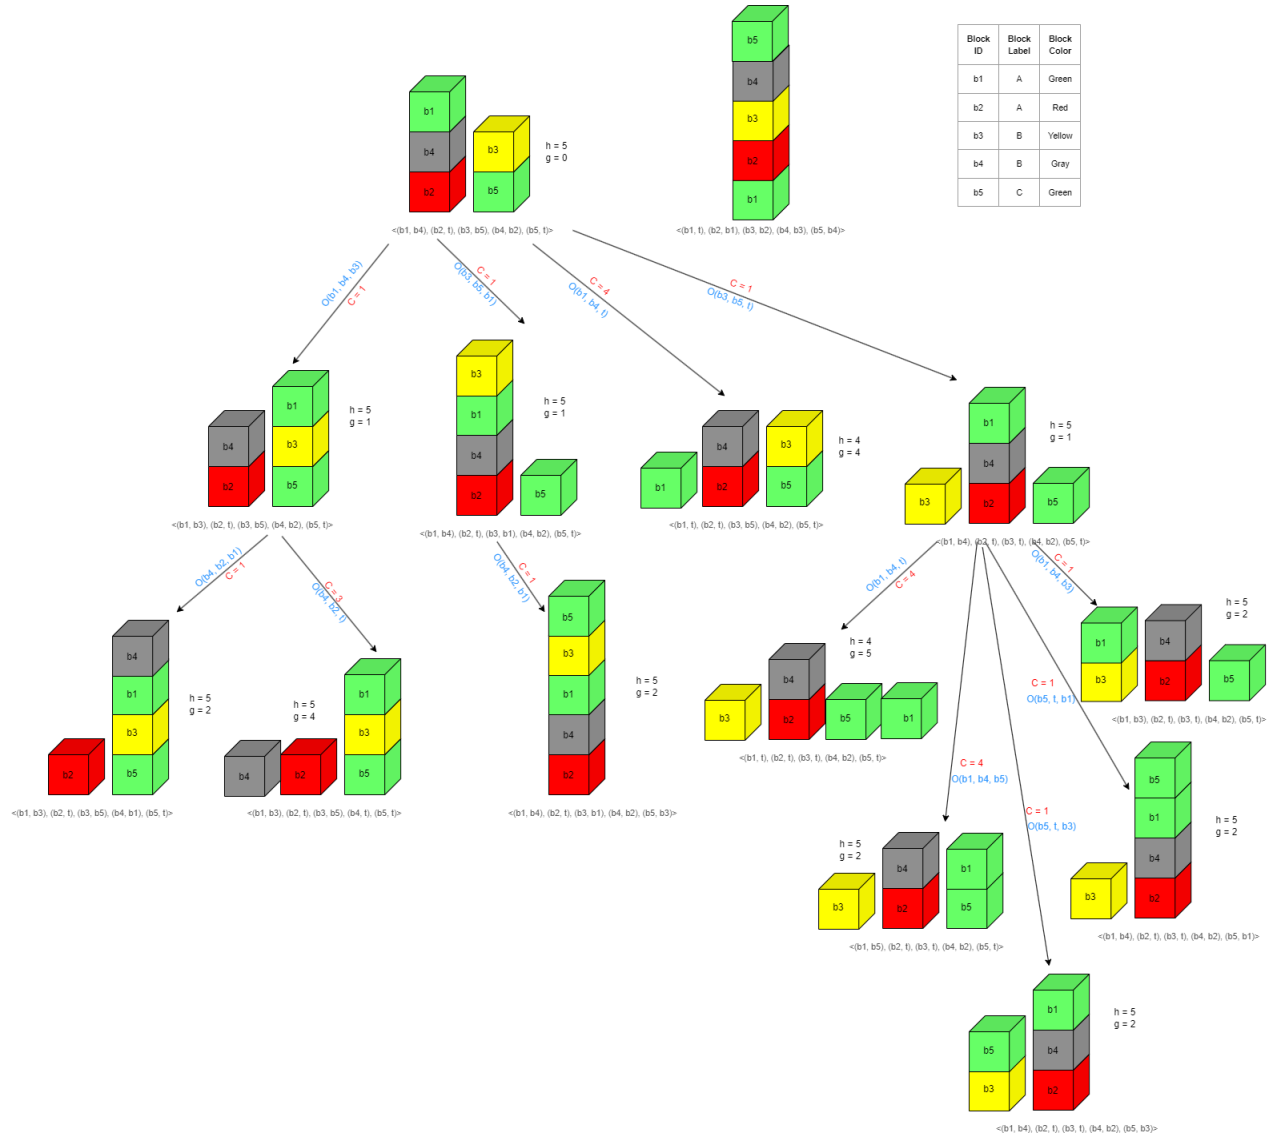 b5
Block ID Block Label Block Color
b1 A Green
b2 A Red
b3 B Yellow
b4 B Gray
b5 C Green
b4
b3
b2
b1
<(b1, t), (b2, b1), (b3, b2), (b4, b3), (b5, b4)>
b1
b4
b2
b3
b5
h = 5
g = 0
<(b1, b4), (b2, t), (b3, b5), (b4, b2), (b5, t)>
O(b1, b4, b3)
C = 1
C = 1
O(b3, b5, b1)
C = 4
O(b1, b4, t)
C = 1
O(b3, b5, t)
b4
b2
b1
b3
b5
h = 5
g = 1
<(b1, b3), (b2, t), (b3, b5), (b4, b2), (b5, t)>
b3
b1
b4
b2
b5
h = 5
g = 1
<(b1, b4), (b2, t), (b3, b1), (b4, b2), (b5, t)>
b1
b4
b2
b3
b5
h = 4
g = 4
<(b1, t), (b2, t), (b3, b5), (b4, b2), (b5, t)>
b3
b1
b4
b2
b5
h = 5
g = 1
<(b1, b4), (b2, t), (b3, t), (b4, b2), (b5, t)>
O(b4, b2, b1)
C = 1
C = 3
O(b4, b2, t)
C = 1
O(b4, b2, b1)
O(b1, b4, t)
C = 4
C = 1
O(b1, b4, b3)
C = 1
O(b5, t, b1)
C = 4
O(b1, b4, b5)
C = 1
O(b5, t, b3)
b2
b4
b1
b3
b5
h = 5
g = 2
<(b1, b3), (b2, t), (b3, b5), (b4, b1), (b5, t)>
h = 5
g = 4
b4
b2
b1
b3
b5
<(b1, b3), (b2, t), (b3, b5), (b4, t), (b5, t)>
b5
b3
b1
b4
b2
h = 5
g = 2
<(b1, b4), (b2, t), (b3, b1), (b4, b2), (b5, b3)>
b3
b4
b2
b5
b1
h = 4
g = 5
<(b1, t), (b2, t), (b3, t), (b4, b2), (b5, t)>
b1
b3
b4
b2
b5
h = 5
g = 2
<(b1, b3), (b2, t), (b3, t), (b4, b2), (b5, t)>
h = 5
g = 2
b3
b4
b2
b1
b5
<(b1, b5), (b2, t), (b3, t), (b4, b2), (b5, t)>
b3
b5
b1
b4
b2
h = 5
g = 2
<(b1, b4), (b2, t), (b3, t), (b4, b2), (b5, b1)>
b5
b3
b1
b4
b2
h = 5
g = 2
<(b1, b4), (b2, t), (b3, t), (b4, b2), (b5, b3)>